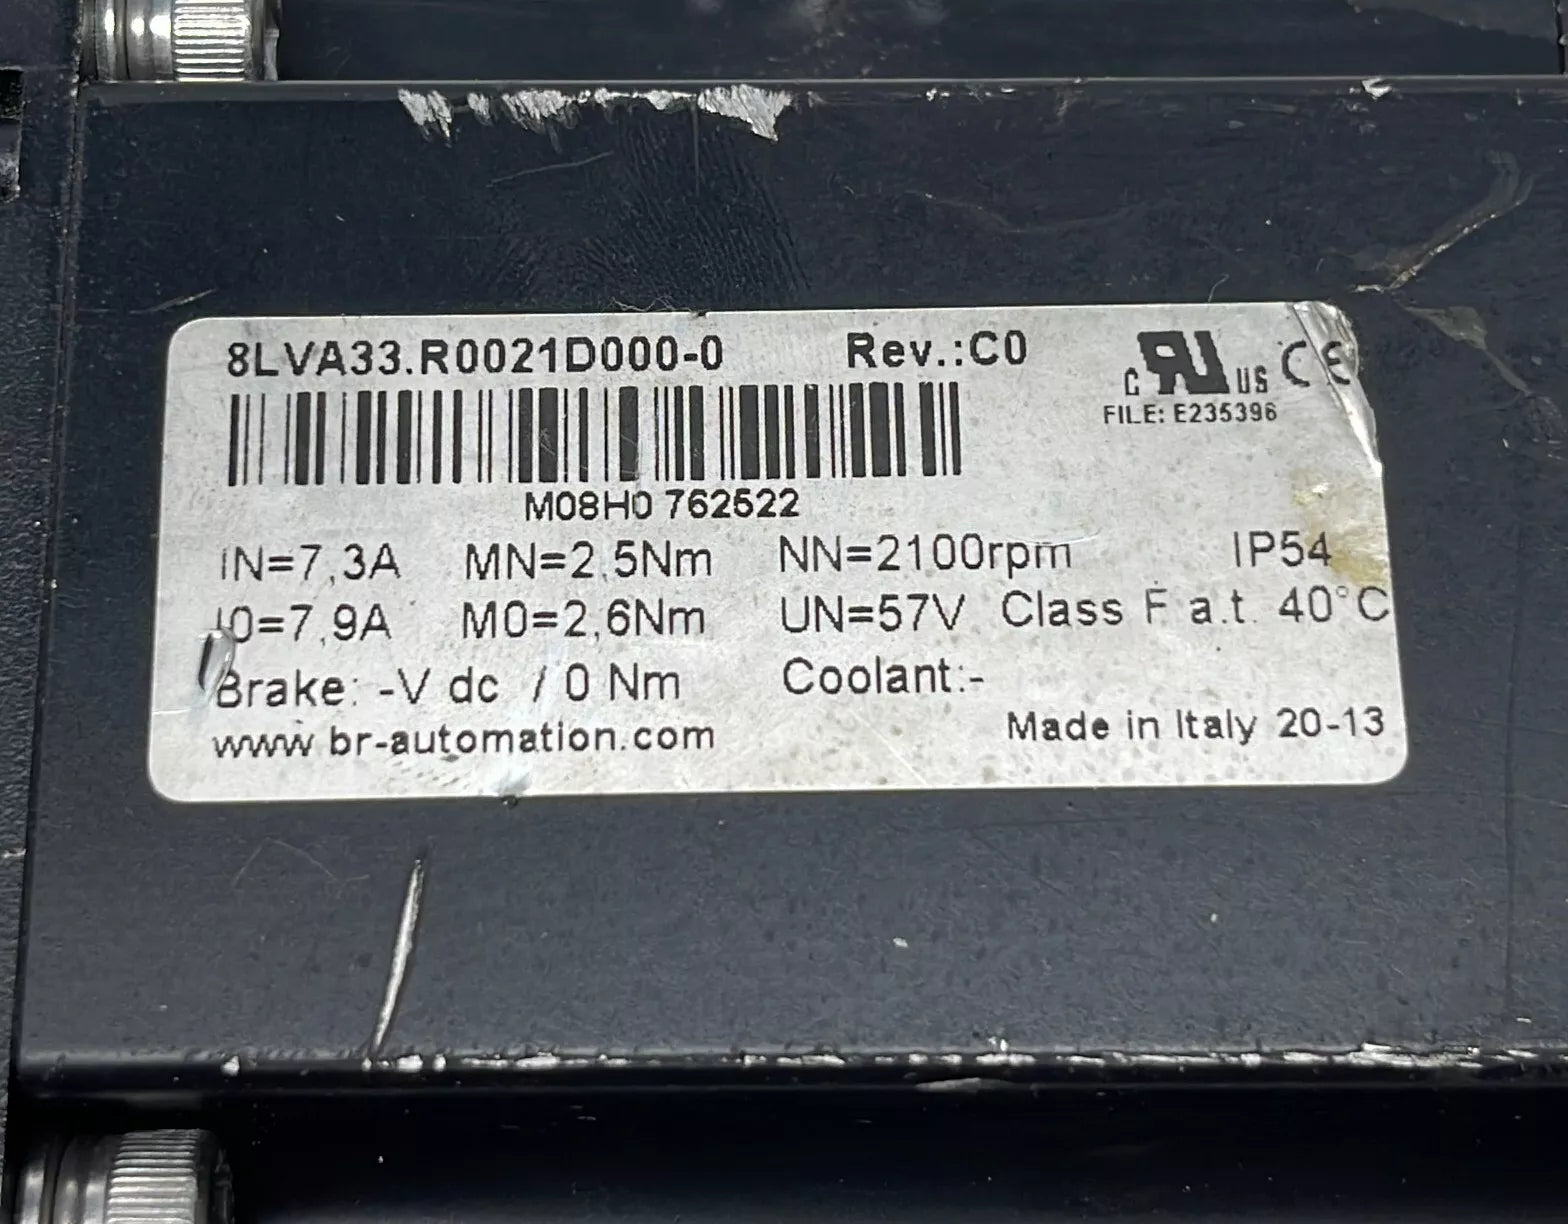 8LVA33.R0021D000-0 Rev.:C0
c RU US CE
FILE: E235396
M08H0 762522
IN=7,3A MN=2,5Nm NN=2100rpm IP54
I0=7,9A M0=2,6Nm UN=57V Class F a.t. 40°C
Brake: -V dc / 0 Nm Coolant:-
www.br-automation.com Made in Italy 20-13